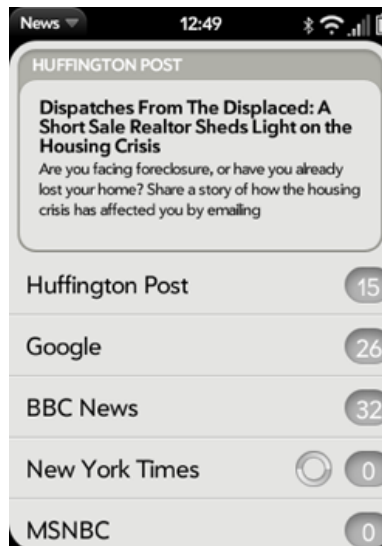 News
12:49
HUFFINGTON POST
Dispatches From The Displaced: A
Short Sale Realtor Sheds Light on the
Housing Crisis
Are you facing foreclosure, or have you already
lost your home? Share a story of how the housing
crisis has affected you by emailing
Huffington Post 15
Google 26
BBC News 32
New York Times 0
MSNBC 0